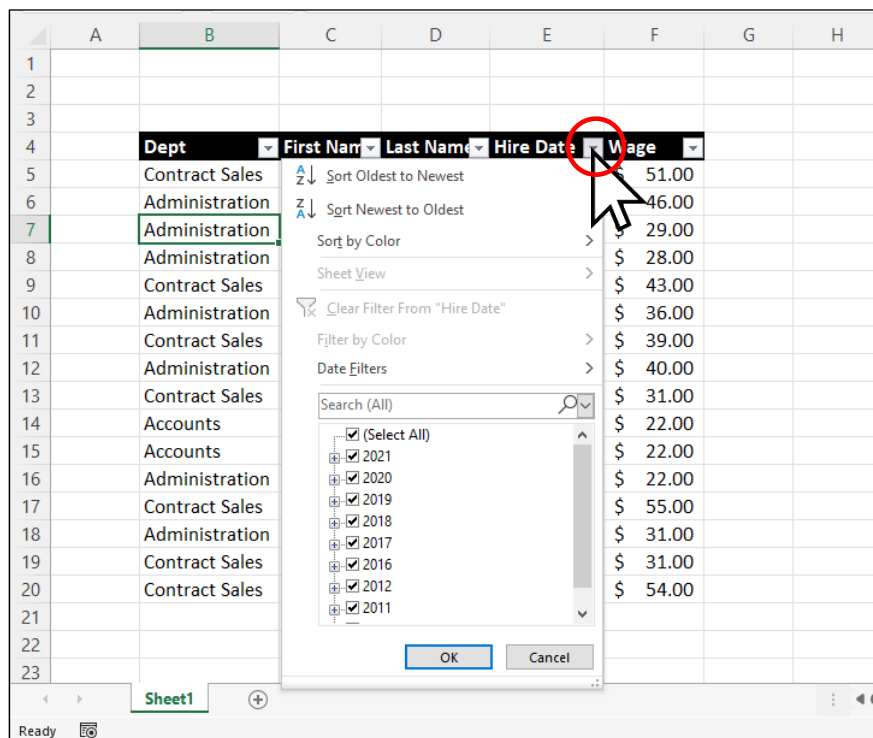 A B C D E F G H
1
2
3
4 Dept First Nam Last Name Hire Date Wage
5 Contract Sales Sort Oldest to Newest $ 51.00
6 Administration Sort Newest to Oldest 46.00
7 Administration Sort by Color $ 29.00
8 Administration $ 28.00
Sheet View
9 Contract Sales $ 43.00
10 Administration Clear Filter From "Hire Date" $ 36.00
11 Contract Sales Filter by Color $ 39.00
12 Administration Date Filters $ 40.00
13 Contract Sales Search (All) $ 31.00
14 Accounts (Select All) $ 22.00
15 Accounts 2021 $ 22.00
16 Administration 2020 $ 22.00
17 Contract Sales 2019 $ 55.00
2018
18 Administration 2017 $ 31.00
19 Contract Sales 2016 $ 31.00
20 Contract Sales 2012 $ 54.00
21 2011
22
OK Cancel
23
Sheet1
Ready